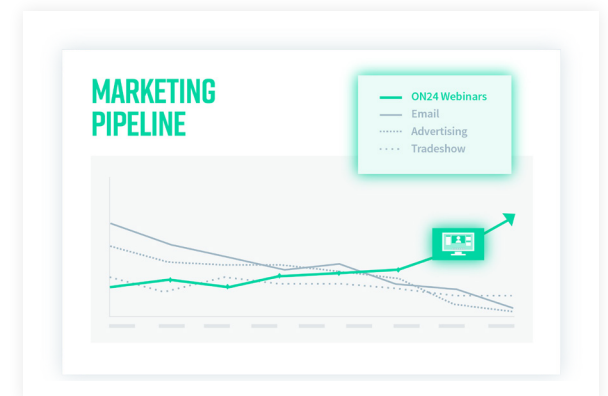 MARKETING
PIPELINE
ON24 Webinars
Email
Advertising
Tradeshow